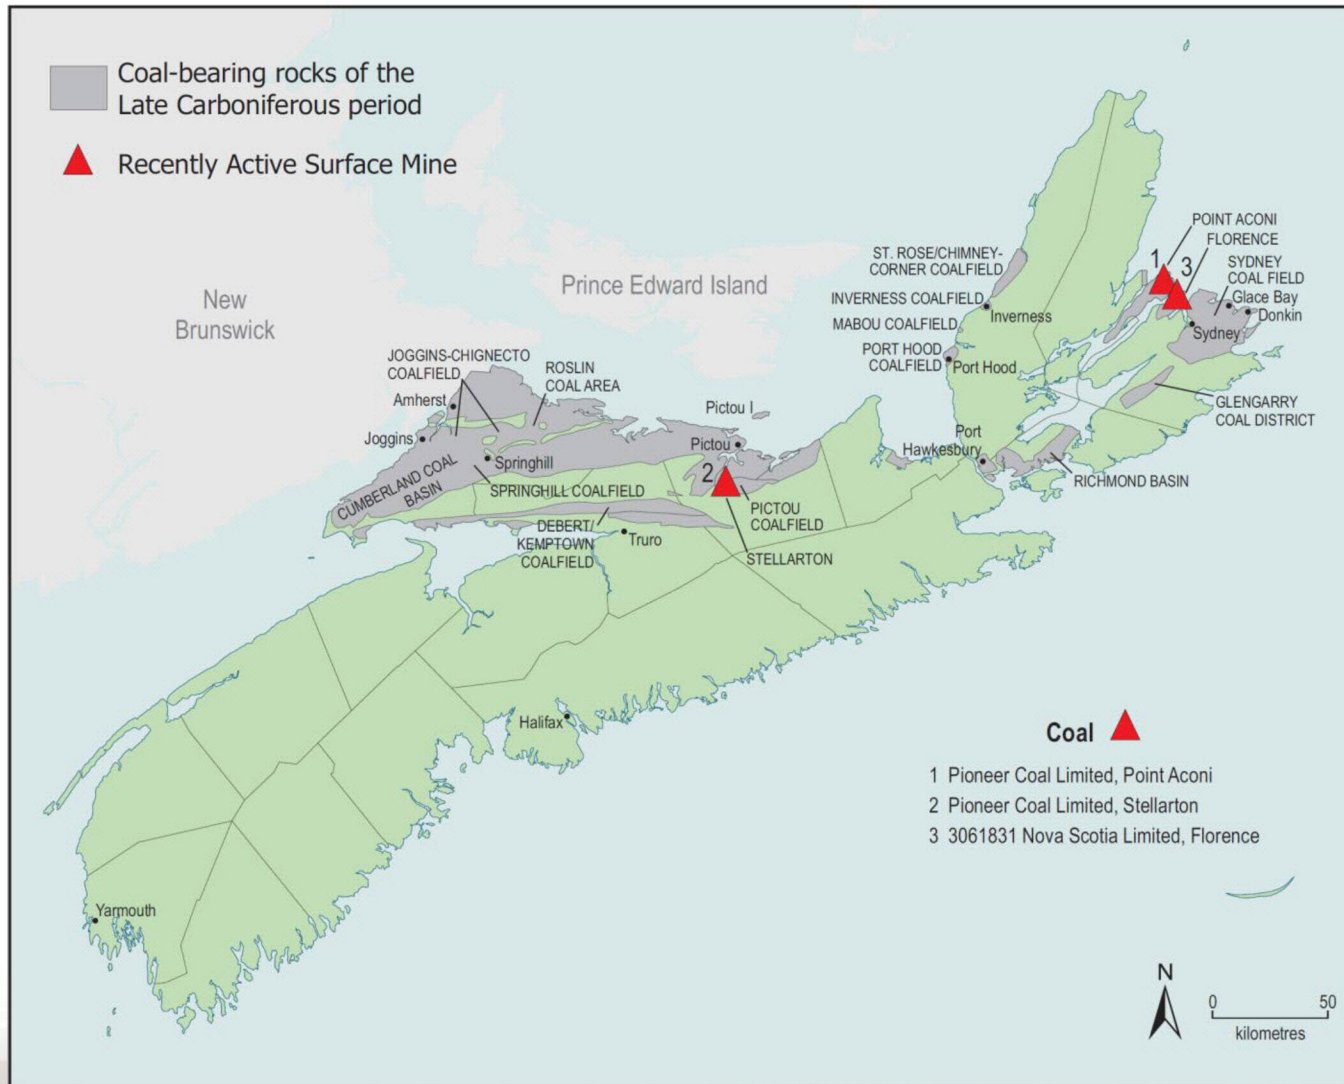 Coal-bearing rocks of the
Late Carboniferous period
Recently Active Surface Mine
New
Brunswick
Prince Edward Island
POINT ACONI
FLORENCE
1
3
SYDNEY
COAL FIELD
Glace Bay
Donkin
Sydney
ST. ROSE/CHIMNEY-
CORNER COALFIELD
INVERNESS COALFIELD
Inverness
MABOU COALFIELD
PORT HOOD
COALFIELD
Port Hood
GLENGARRY
COAL DISTRICT
Port
Hawkesbury
RICHMOND BASIN
JOGGINS-CHIGNECTO
COALFIELD
ROSLIN
COAL AREA
Amherst
Joggins
Springhill
CUMBERLAND COAL
BASIN
SPRINGHILL COALFIELD
Pictou I
Pictou
2
PICTOU
COALFIELD
STELLARTON
DEBERT/
KEMPTOWN
COALFIELD
Truro
Halifax
Yarmouth
Coal
1 Pioneer Coal Limited, Point Aconi
2 Pioneer Coal Limited, Stellarton
3 3061831 Nova Scotia Limited, Florence
N
0 50
kilometres